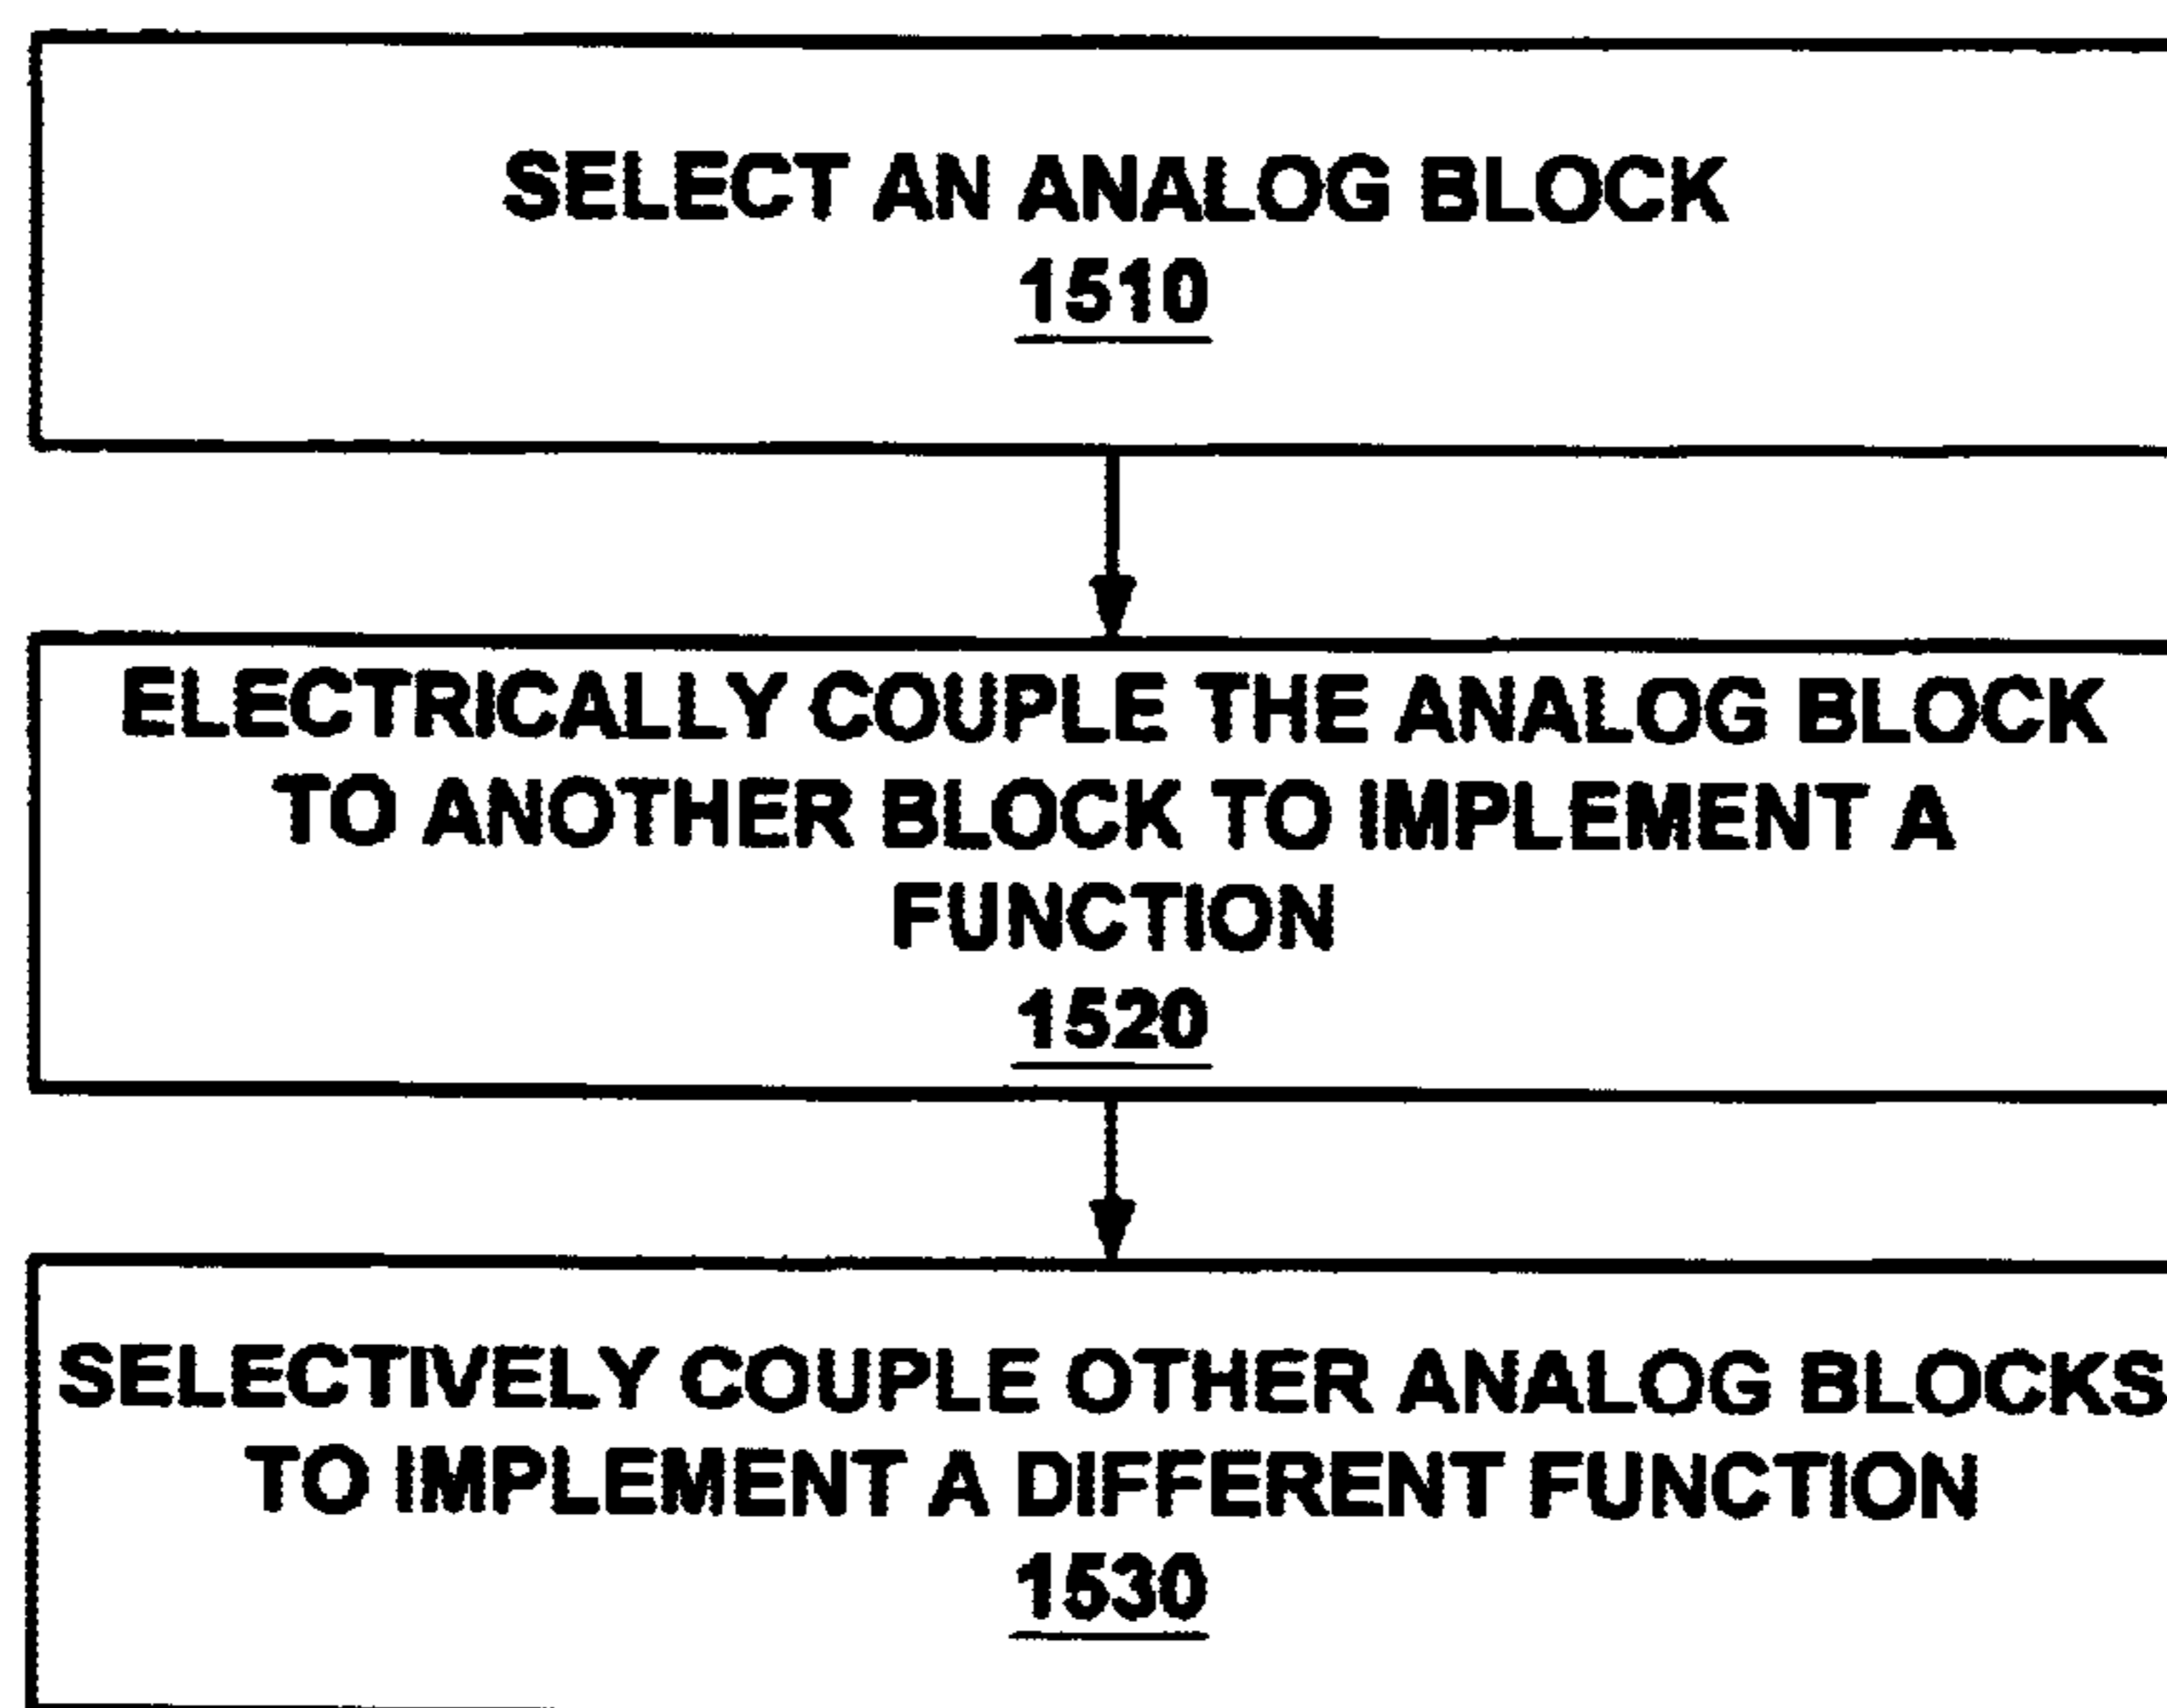 SELECT AN ANALOG BLOCK
1510
ELECTRICALLY COUPLE THE ANALOG BLOCK
TO ANOTHER BLOCK TO IMPLEMENT A
FUNCTION
1520
SELECTIVELY COUPLE OTHER ANALOG BLOCKS
TO IMPLEMENT A DIFFERENT FUNCTION
1530